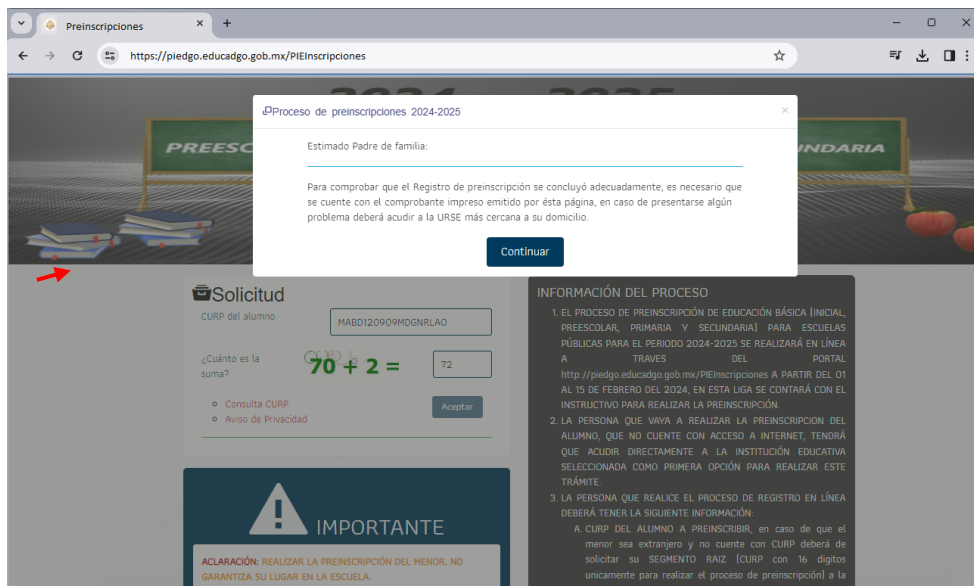 Preinscripciones
https://piedgo.educadgo.gob.mx/PIEInscripciones
2024 2025
PREESC
UNDARIA
Proceso de preinscripciones 2024-2025
Estimado Padre de familia:
Para comprobar que el Registro de preinscripción se concluyó adecuadamente, es necesario que
se cuente con el comprobante impreso emitido por ésta página, en caso de presentarse algún
problema deberá acudir a la URSE más cercana a su domicilio.
Continuar
Solicitud
CURP del alumno
MABD120909MDGNRLA0
¿Cuánto es la
suma?
70 + 2 =
72
Consulta CURP
Aviso de Privacidad
Aceptar
IMPORTANTE
ACLARACIÓN: REALIZAR LA PREINSCRIPCIÓN DEL MENOR, NO
GARANTIZA SU LUGAR EN LA ESCUELA.
INFORMACIÓN DEL PROCESO
1. EL PROCESO DE PREINSCRIPCIÓN DE EDUCACIÓN BÁSICA [INICIAL,
PREESCOLAR, PRIMARIA Y SECUNDARIA] PARA ESCUELAS
PÚBLICAS PARA EL PERIODO 2024-2025 SE REALIZARÁ EN LÍNEA
A TRAVES DEL PORTAL
http://piedgo.educadgo.gob.mx/PIEInscripciones A PARTIR DEL 01
AL 15 DE FEBRERO DEL 2024, EN ESTA LIGA SE CONTARÁ CON EL
INSTRUCTIVO PARA REALIZAR LA PREINSCRIPCIÓN.
2. LA PERSONA QUE VAYA A REALIZAR LA PREINSCRIPCION DEL
ALUMNO, QUE NO CUENTE CON ACCESO A INTERNET, TENDRÁ
QUE ACUDIR DIRECTAMENTE A LA INSTITUCIÓN EDUCATIVA
SELECCIONADA COMO PRIMERA OPCIÓN PARA REALIZAR ESTE
TRÁMITE.
3. LA PERSONA QUE REALICE EL PROCESO DE REGISTRO EN LÍNEA
DEBERÁ TENER LA SIGUIENTE INFORMACIÓN:
A. CURP DEL ALUMNO A PREINSCRIBIR, en caso de que el
menor sea extranjero y no cuente con CURP deberá de
solicitar su SEGMENTO RAIZ [CURP con 16 digitos
unicamente para realizar el proceso de preinscripción] a la